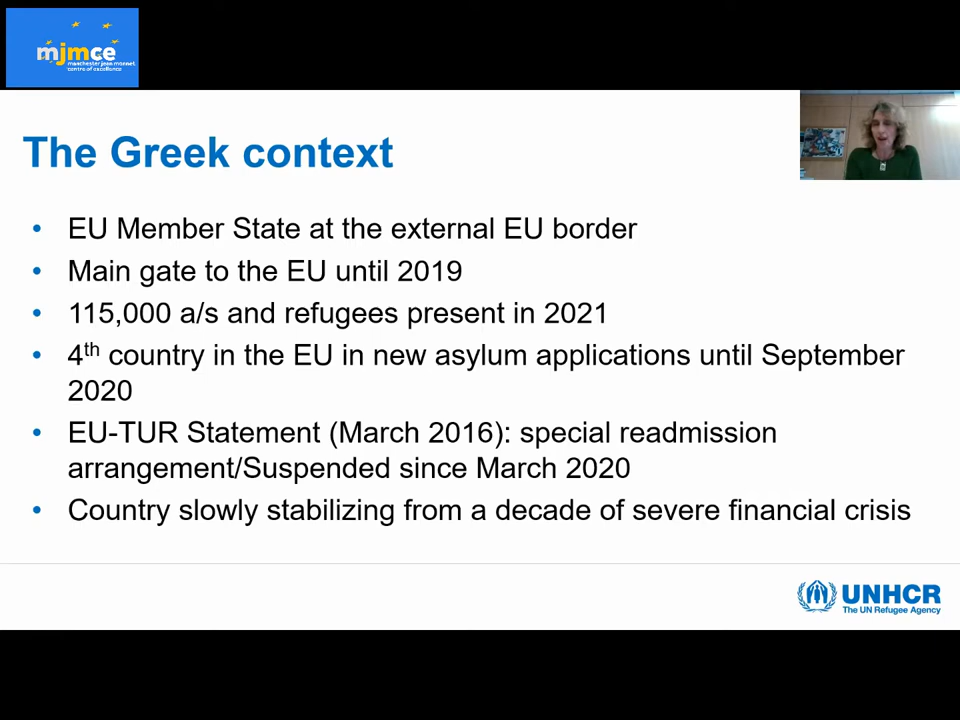 mjmce
manchester jean monnet
centre of excellence
The Greek context
• EU Member State at the external EU border
• Main gate to the EU until 2019
• 115,000 a/s and refugees present in 2021
• 4th country in the EU in new asylum applications until September
2020
• EU-TUR Statement (March 2016): special readmission
arrangement/Suspended since March 2020
• Country slowly stabilizing from a decade of severe financial crisis
UNHCR
The UN Refugee Agency